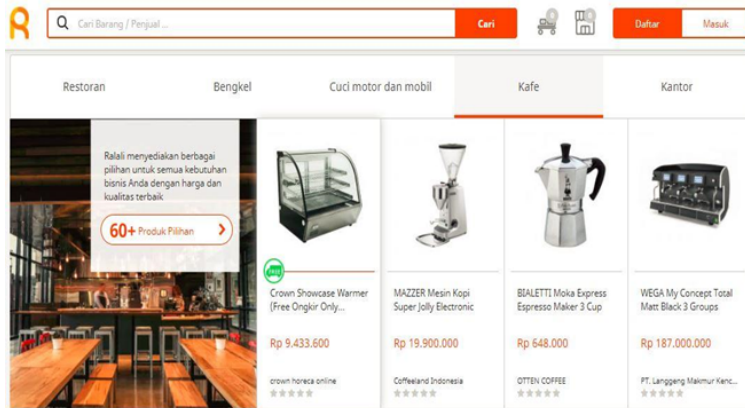 Cari Barang / Penjual ...
Cari
0
0
Daftar
Masuk
Restoran
Bengkel
Cuci motor dan mobil
Kafe
Kantor
Ralali menyediakan berbagai
pilihan untuk semua kebutuhan
bisnis Anda dengan harga dan
kualitas terbaik
60+ Produk Pilihan
FREE
Crown Showcase Warmer
(Free Ongkir Only...
Rp 9.433.600
crown horeca online
MAZZER Mesin Kopi
Super Jolly Electronic
Rp 19.900.000
Coffeeland Indonesia
BIALETTI Moka Express
Espresso Maker 3 Cup
Rp 648.000
OTTEN COFFEE
WEGA My Concept Total
Matt Black 3 Groups
Rp 187.000.000
PT. Langgeng Makmur Kenc...